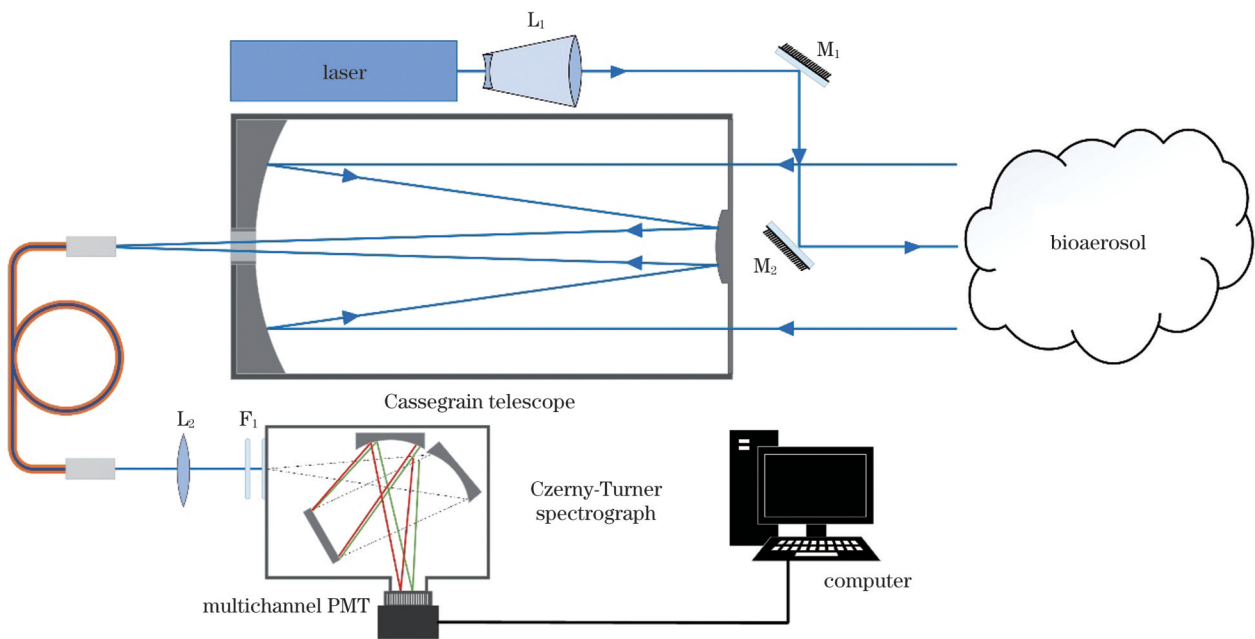 L₁
M₁
laser
bioaerosol
M₂
Cassegrain telescope
L₂
F₁
Czerny-Turner
spectrograph
computer
multichannel PMT